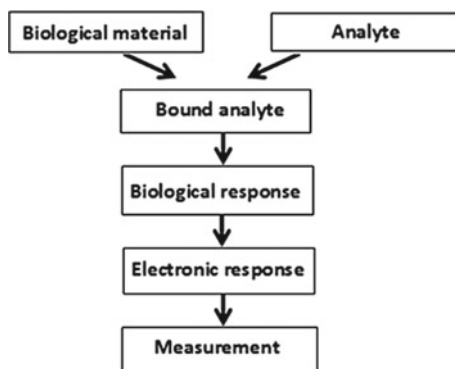 Biological material
Analyte
Bound analyte
Biological response
Electronic response
Measurement